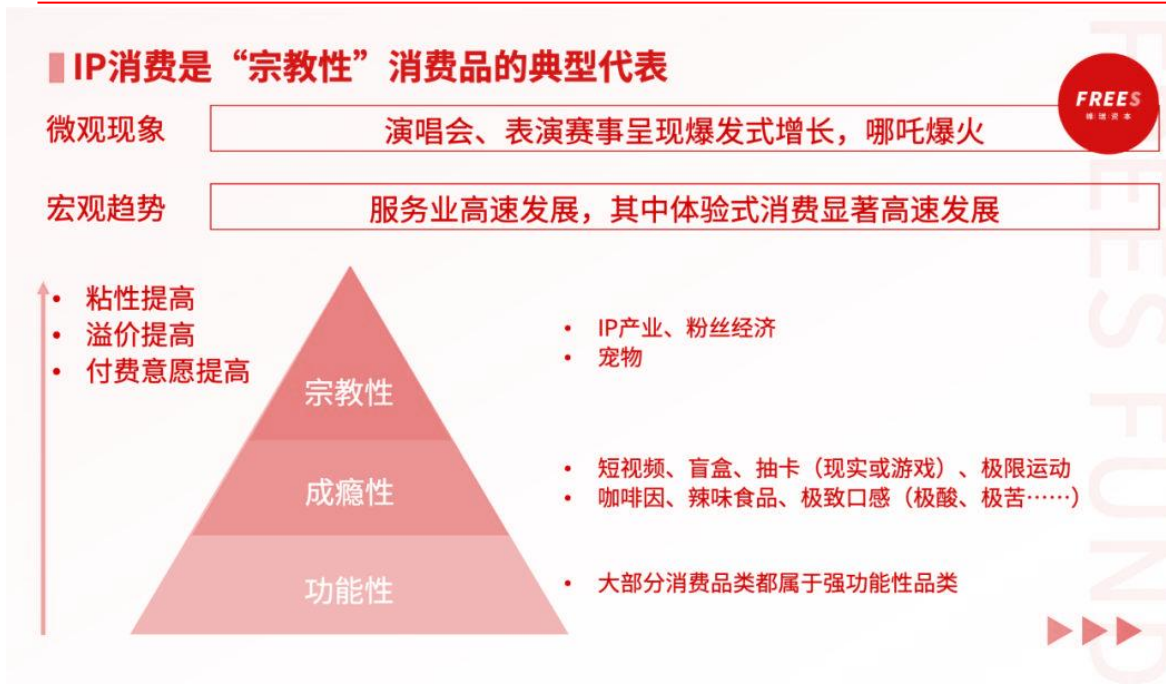 IP消费是“宗教性”消费品的典型代表
FREES
峰瑞资本
微观现象
演唱会、表演赛事呈现爆发式增长，哪吒爆火
宏观趋势
服务业高速发展，其中体验式消费显著高速发展
• 粘性提高
• 溢价提高
• 付费意愿提高
宗教性
• IP产业、粉丝经济
• 宠物
成瘾性
• 短视频、盲盒、抽卡（现实或游戏）、极限运动
• 咖啡因、辣味食品、极致口感（极酸、极苦……）
功能性
• 大部分消费品类都属于强功能性品类
FREES FUND